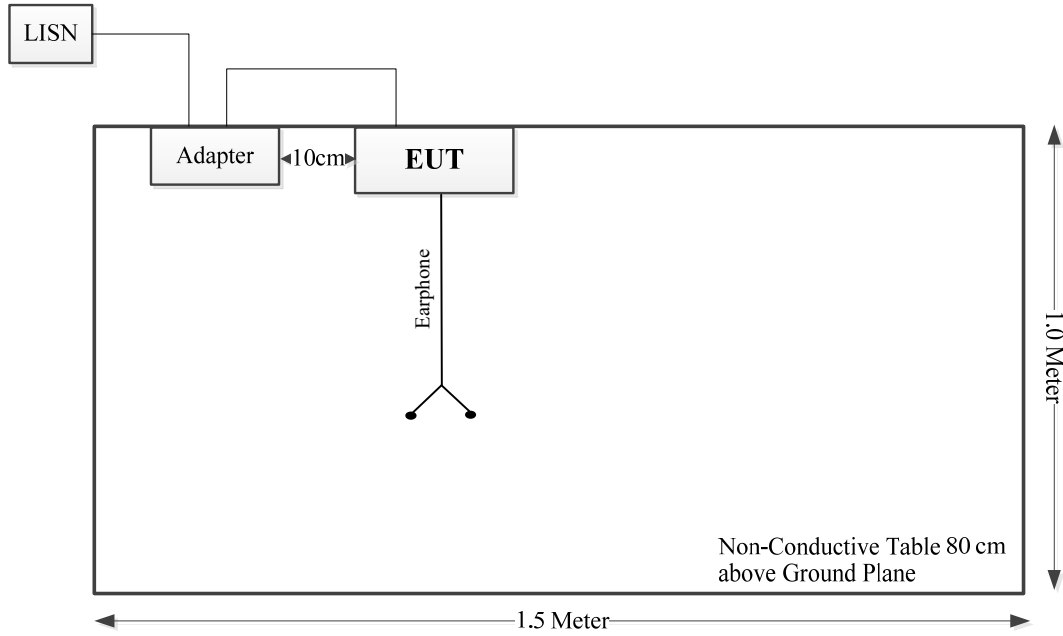 LISN
Adapter
10cm
EUT
Earphone
1.0 Meter
Non-Conductive Table 80 cm
above Ground Plane
1.5 Meter